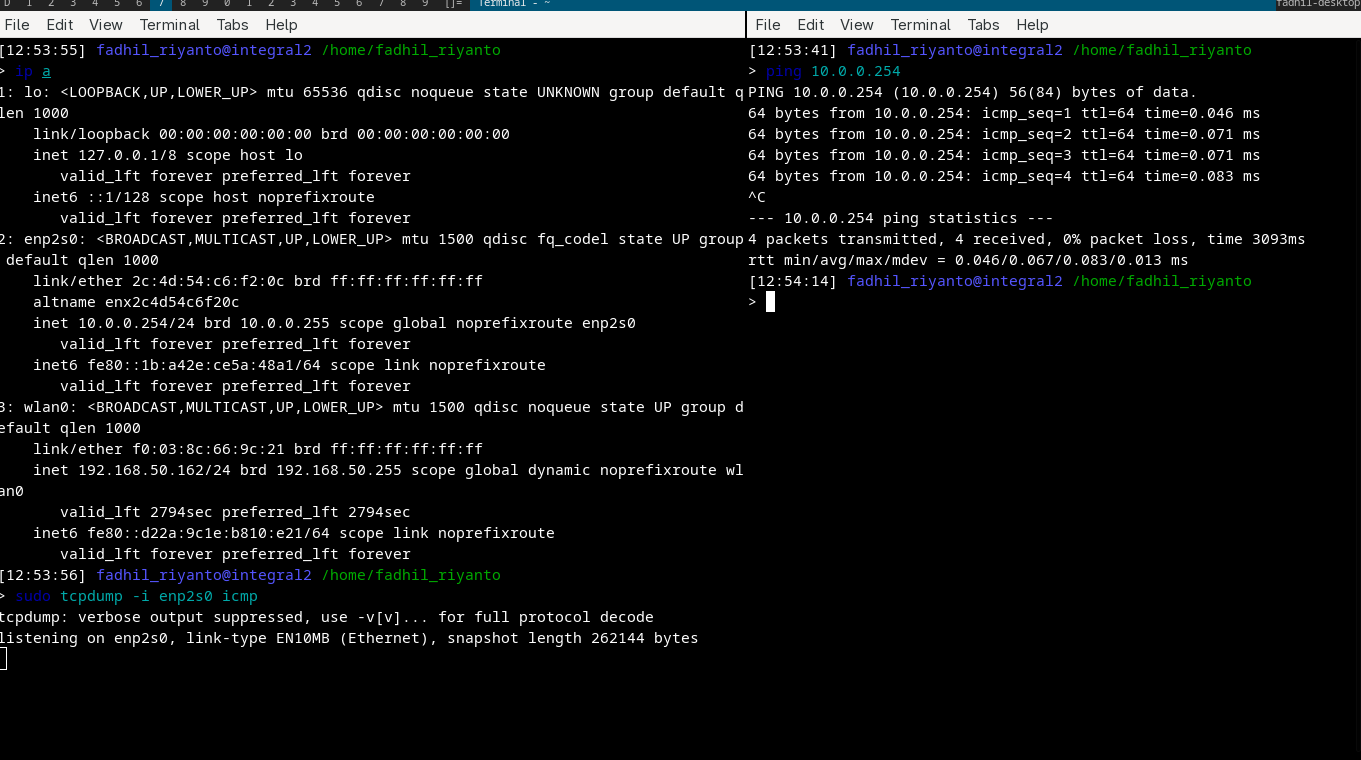 D 1 2 3 4 5 6 7 8 9 0 1 2 3 4 5 6 7 8 9 []= Terminal - ~ fadhil-desktop
File Edit View Terminal Tabs Help
[12:53:55] fadhil_riyanto@integral2 /home/fadhil_riyanto
> ip a
1: lo: <LOOPBACK,UP,LOWER_UP> mtu 65536 qdisc noqueue state UNKNOWN group default q
len 1000
link/loopback 00:00:00:00:00:00 brd 00:00:00:00:00:00
inet 127.0.0.1/8 scope host lo
valid_lft forever preferred_lft forever
inet6 ::1/128 scope host noprefixroute
valid_lft forever preferred_lft forever
2: enp2s0: <BROADCAST,MULTICAST,UP,LOWER_UP> mtu 1500 qdisc fq_codel state UP group
default qlen 1000
link/ether 2c:4d:54:c6:f2:0c brd ff:ff:ff:ff:ff:ff
altname enx2c4d54c6f20c
inet 10.0.0.254/24 brd 10.0.0.255 scope global noprefixroute enp2s0
valid_lft forever preferred_lft forever
inet6 fe80::1b:a42e:ce5a:48a1/64 scope link noprefixroute
valid_lft forever preferred_lft forever
3: wlan0: <BROADCAST,MULTICAST,UP,LOWER_UP> mtu 1500 qdisc noqueue state UP group d
efault qlen 1000
link/ether f0:03:8c:66:9c:21 brd ff:ff:ff:ff:ff:ff
inet 192.168.50.162/24 brd 192.168.50.255 scope global dynamic noprefixroute wl
an0
valid_lft 2794sec preferred_lft 2794sec
inet6 fe80::d22a:9c1e:b810:e21/64 scope link noprefixroute
valid_lft forever preferred_lft forever
[12:53:56] fadhil_riyanto@integral2 /home/fadhil_riyanto
> sudo tcpdump -i enp2s0 icmp
tcpdump: verbose output suppressed, use -v[v]... for full protocol decode
listening on enp2s0, link-type EN10MB (Ethernet), snapshot length 262144 bytes
File Edit View Terminal Tabs Help
[12:53:41] fadhil_riyanto@integral2 /home/fadhil_riyanto
> ping 10.0.0.254
PING 10.0.0.254 (10.0.0.254) 56(84) bytes of data.
64 bytes from 10.0.0.254: icmp_seq=1 ttl=64 time=0.046 ms
64 bytes from 10.0.0.254: icmp_seq=2 ttl=64 time=0.071 ms
64 bytes from 10.0.0.254: icmp_seq=3 ttl=64 time=0.071 ms
64 bytes from 10.0.0.254: icmp_seq=4 ttl=64 time=0.083 ms
^C
--- 10.0.0.254 ping statistics ---
4 packets transmitted, 4 received, 0% packet loss, time 3093ms
rtt min/avg/max/mdev = 0.046/0.067/0.083/0.013 ms
[12:54:14] fadhil_riyanto@integral2 /home/fadhil_riyanto
>